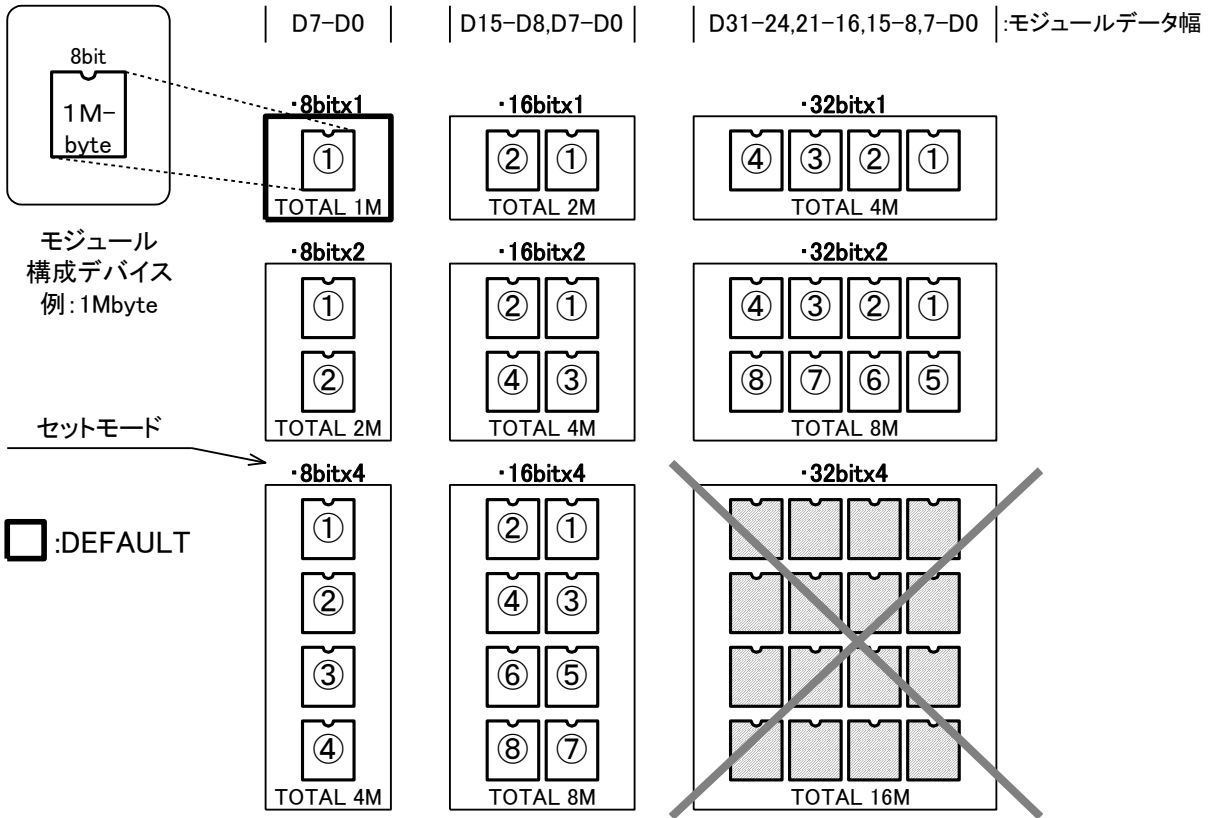 D7-D0
D15-D8,D7-D0
D31-24,21-16,15-8,7-D0
:モジュールデータ幅
8bit
1M-
byte
モジュール
構成デバイス
例:1Mbyte
・8bitx1
①
TOTAL 1M
・16bitx1
② ①
TOTAL 2M
・32bitx1
④ ③ ② ①
TOTAL 4M
・8bitx2
①
②
TOTAL 2M
・16bitx2
② ①
④ ③
TOTAL 4M
・32bitx2
④ ③ ② ①
⑧ ⑦ ⑥ ⑤
TOTAL 8M
セットモード
:DEFAULT
・8bitx4
①
②
③
④
TOTAL 4M
・16bitx4
② ①
④ ③
⑥ ⑤
⑧ ⑦
TOTAL 8M
・32bitx4
TOTAL 16M